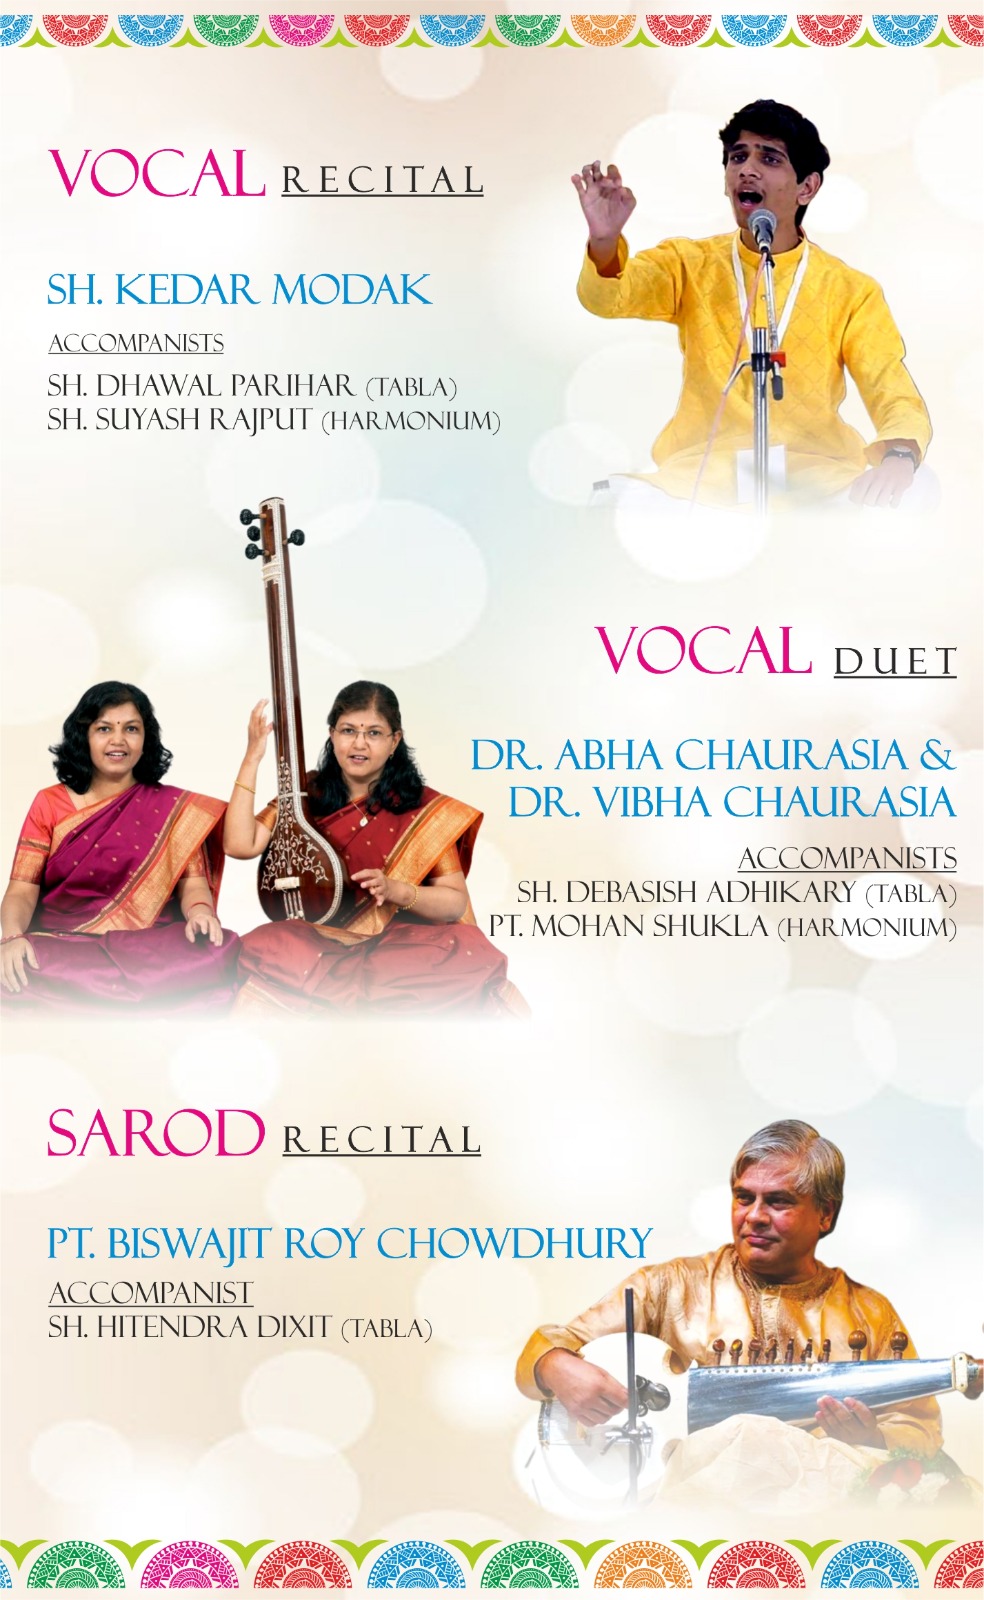 VOCAL RECITAL
SH. KEDAR MODAK
ACCOMPANISTS
SH. DHAWAL PARIHAR (TABLA)
SH. SUYASH RAJPUT (HARMONIUM)
VOCAL DUET
DR. ABHA CHAURASIA &
DR. VIBHA CHAURASIA
ACCOMPANISTS
SH. DEBASISH ADHIKARY (TABLA)
PT. MOHAN SHUKLA (HARMONIUM)
SAROD RECITAL
PT. BISWAJIT ROY CHOWDHURY
ACCOMPANIST
SH. HITENDRA DIXIT (TABLA)